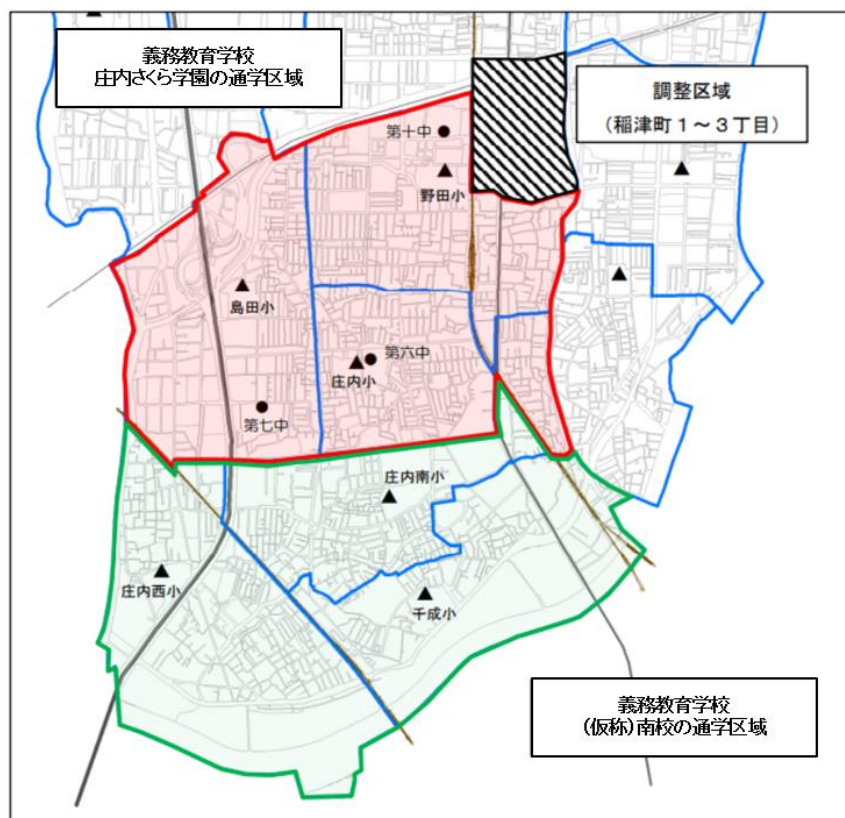 義務教育学校
庄内さくら学園の通学区域
調整区域
（稲津町１～３丁目）
第十中
野田小
島田小
第六中
庄内小
第七中
庄内南小
庄内西小
千成小
義務教育学校
(仮称)南校の通学区域